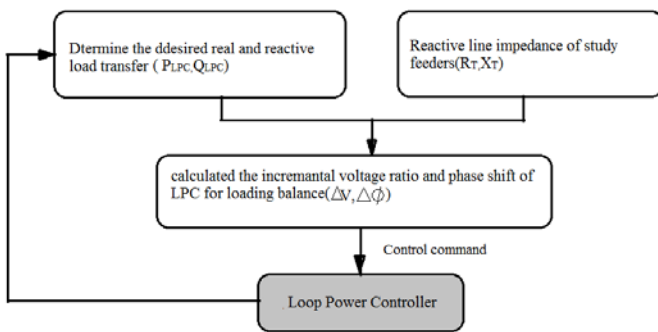 Dtermine the ddesired real and reactive
load transfer ( PLPC,QLPC)
Reactive line impedance of study
feeders(RT,XT)
calculated the incremantal voltage ratio and phase shift of
LPC for loading balance(△V,△ϕ)
Control command
Loop Power Controller